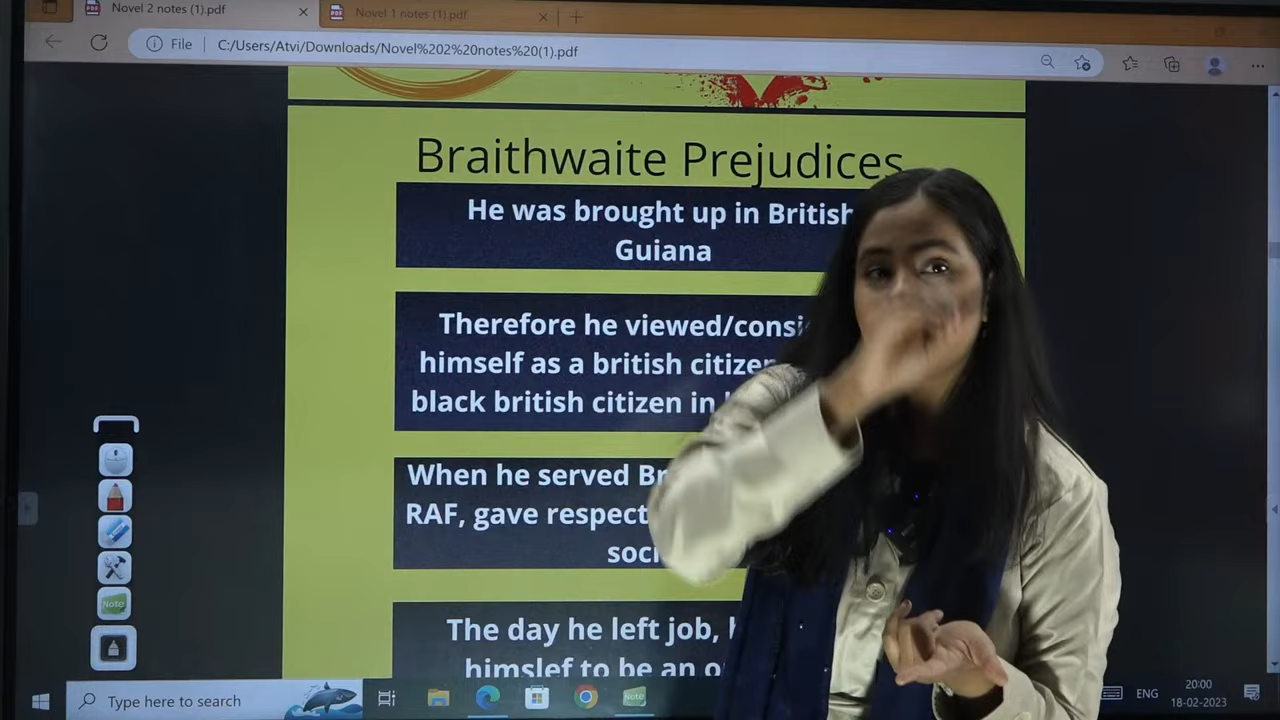 Novel 2 notes (1).pdf
Novel 1 notes (1).pdf
File
C:/Users/Atvi/Downloads/Novel%202%20notes%20(1).pdf
Braithwaite Prejudices
He was brought up in British
Guiana
Therefore he viewed/consi
himself as a british citizen
black british citizen in
When he served Br
RAF, gave respect
soci
The day he left job,
himslef to be an
Note
Type here to search
Note
ENG
20:00
18-02-2023